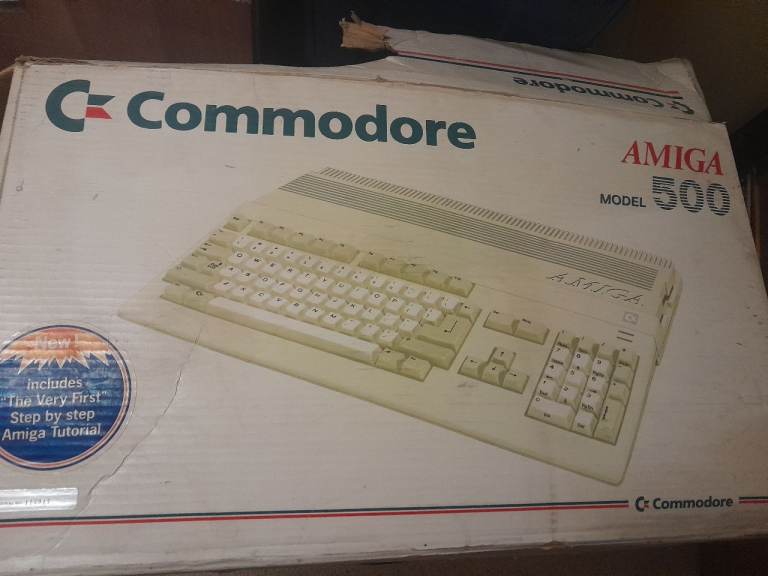 Commodore
Commodore
AMIGA
MODEL 500
AMIGA
New!
includes
"The Very First"
Step by step
Amiga Tutorial
Commodore